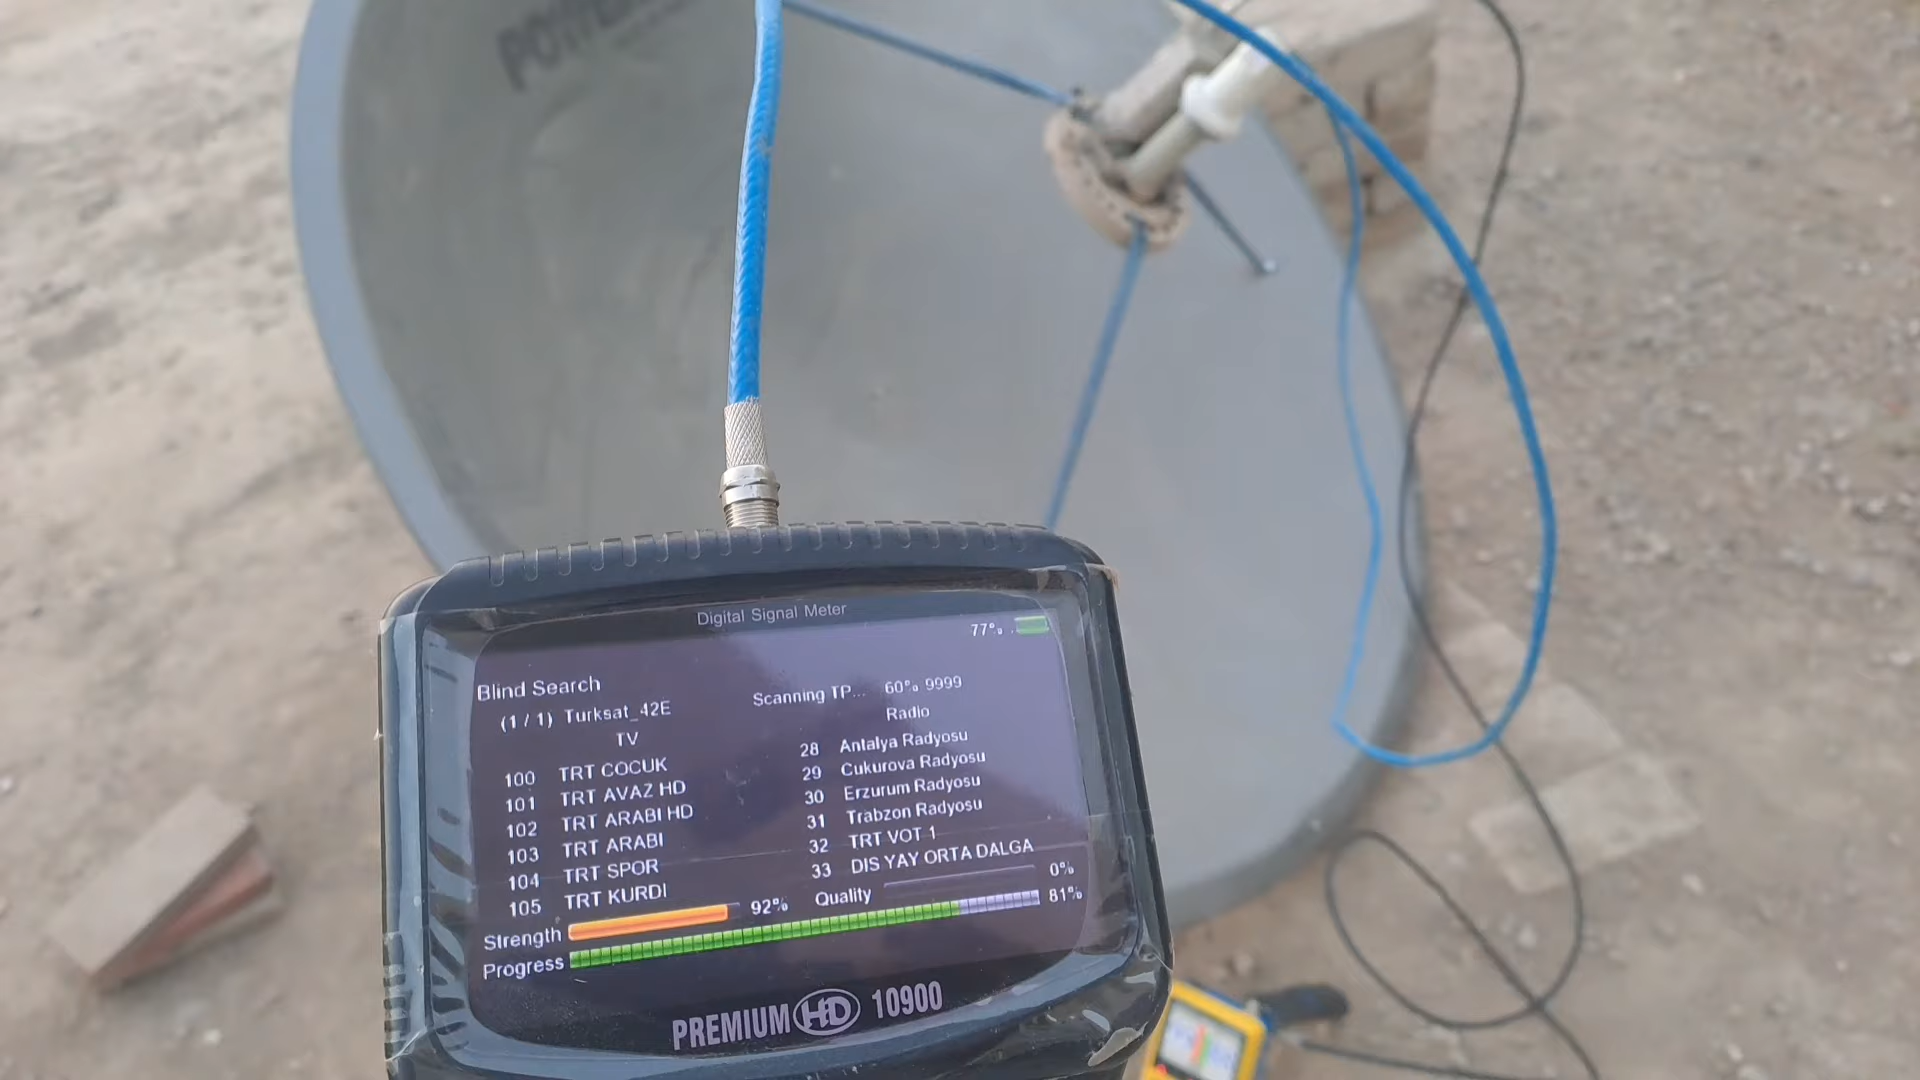 Digital Signal Meter
77%
Blind Search
Scanning TP... 60% 9999
(1 / 1) Turksat_42E
TV
Radio
100 TRT COCUK
101 TRT AVAZ HD
102 TRT ARABI HD
103 TRT ARABI
104 TRT SPOR
105 TRT KURDI
28 Antalya Radyosu
29 Cukurova Radyosu
30 Erzurum Radyosu
31 Trabzon Radyosu
32 TRT VOT 1
33 DIS YAY ORTA DALGA
Strength 92% Quality 0%
Progress 81%
PREMIUM HD 10900